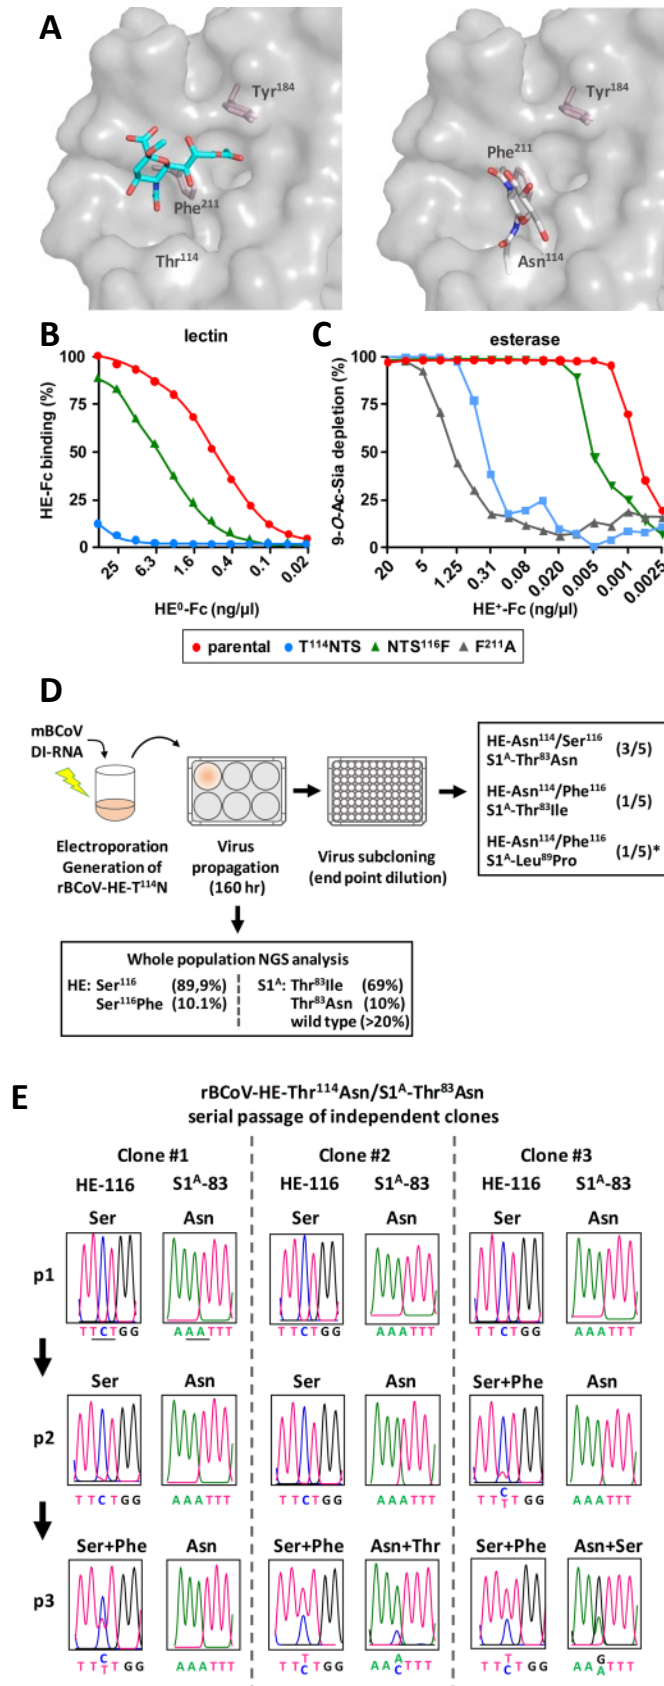 A
Tyr184
Phe211
Thr114
Tyr184
Phe211
Asn114
B
lectin
HE-Fc binding (%)
100
75
50
25
0
25
6.3
1.6
0.4
0.1
0.02
HE0-Fc (ng/µl)
C
esterase
9-O-Ac-Sia depletion (%)
100
75
50
25
0
20
5
1.25
0.31
0.08
0.020
0.005
0.001
0.0025
HE+-Fc (ng/µl)
parental T114NTS NTS116F F211A
D
mBCoV
DI-RNA
Electroporation
Generation of
rBCoV-HE-T114N
Virus
propagation
(160 hr)
Virus subcloning
(end point dilution)
HE-Asn114/Ser116
S1A-Thr83Asn
(3/5)
HE-Asn114/Phe116
S1A-Thr83Ile
(1/5)
HE-Asn114/Phe116
S1A-Leu89Pro
(1/5)*
Whole population NGS analysis
HE: Ser116 (89,9%)
Ser116Phe (10.1%)
S1A: Thr83Ile (69%)
Thr83Asn (10%)
wild type (>20%)
E
rBCoV-HE-Thr114Asn/S1A-Thr83Asn
serial passage of independent clones
Clone #1 Clone #2 Clone #3
HE-116 S1A-83 HE-116 S1A-83 HE-116 S1A-83
Ser Asn Ser Asn Ser Asn
p1
TTCTGG AAATTT TTCTGG AAATTT TTCTGG AAATTT
Ser Asn Ser Asn Ser+Phe Asn
p2
C
TTCTGG AAATTT TTCTGG AAATTT TTTTGG AAATTT
Ser+Phe Asn Ser+Phe Asn+Thr Ser+Phe Asn+Ser
p3
C T A T G
TTTTGG AAATTT TTCTGG AACTTT TTCTGG AAATTT